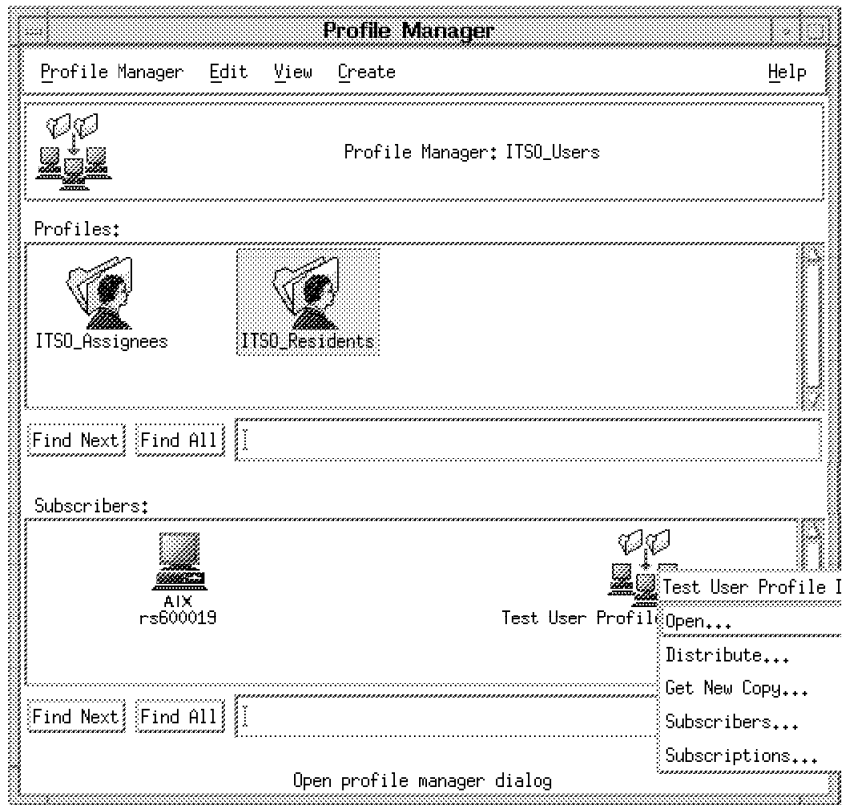 Profile Manager
Profile Manager Edit View Create Help
Profile Manager: ITSO_Users
Profiles:
ITSO_Assignees ITSO_Residents
Find Next Find All
Subscribers:
AIX
rs600019
Test User Profile
Test User Profile
Open...
Distribute...
Get New Copy...
Subscribers...
Subscriptions...
Find Next Find All
Open profile manager dialog